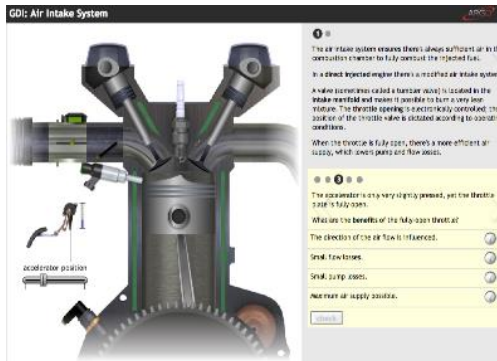 GDI: Air Intake System
ARGO
1
The air intake system ensures there's always sufficient air in th
combustion chamber to fully combust the injected fuel.
In a direct injected engine there's a modified air intake system
A valve (sometimes called a tumbler valve) is located in the
intake manifold and makes it possible to burn a very lean
mixture. The throttle opening is electronically controlled; the
position of the throttle valve is dictated according to operatin
conditions.
When the throttle is fully open, there's a more efficient air
supply, which lowers pump and flow losses.
3
The accelerator is only very slightly pressed, yet the throttle
plate is fully open.
What are the benefits of the fully-open throttle?
The direction of the air flow is influenced.
Small flow losses.
Small pump losses.
Maximum air supply possible.
check
accelerator position